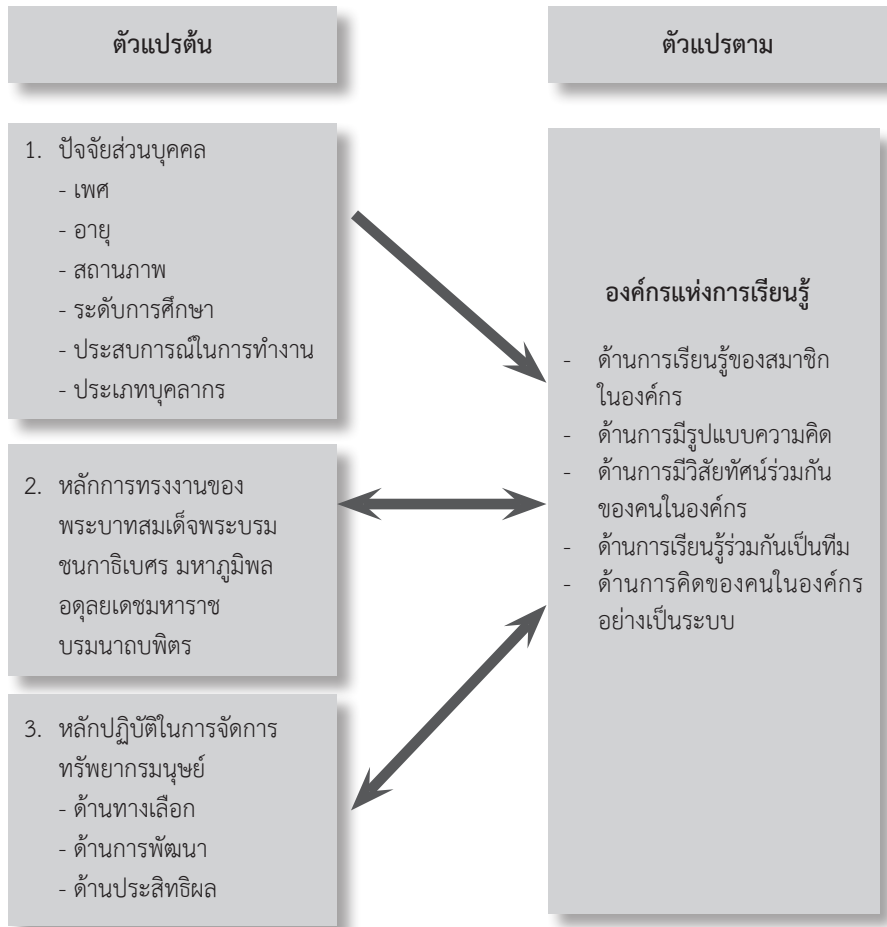 ตัวแปรต้น
1. ปัจจัยส่วนบุคคล
- เพศ
- อายุ
- สถานภาพ
- ระดับการศึกษา
- ประสบการณ์ในการทำงาน
- ประเภทบุคลากร
2. หลักการทรงงานของ
พระบาทสมเด็จพระบรม
ชนกาธิเบศร มหาภูมิพล
อดุลยเดชมหาราช
บรมนาถบพิตร
3. หลักปฏิบัติในการจัดการ
ทรัพยากรมนุษย์
- ด้านทางเลือก
- ด้านการพัฒนา
- ด้านประสิทธิผล
ตัวแปรตาม
องค์กรแห่งการเรียนรู้
- ด้านการเรียนรู้ของสมาชิก
ในองค์กร
- ด้านการมีรูปแบบความคิด
- ด้านการมีวิสัยทัศน์ร่วมกัน
ของคนในองค์กร
- ด้านการเรียนรู้ร่วมกันเป็นทีม
- ด้านการคิดของคนในองค์กร
อย่างเป็นระบบ